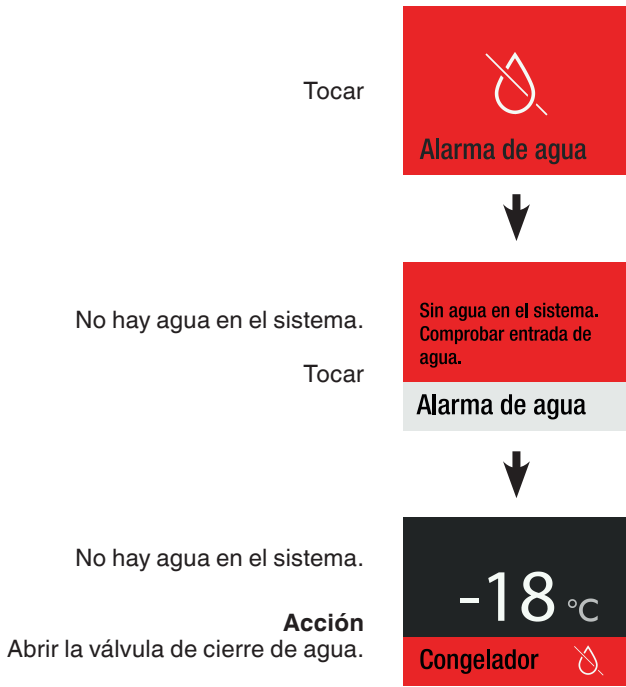 Tocar
Alarma de agua
No hay agua en el sistema.
Tocar
Sin agua en el sistema.
Comprobar entrada de
agua.
Alarma de agua
No hay agua en el sistema.
Acción
Abrir la válvula de cierre de agua.
-18 °C
Congelador